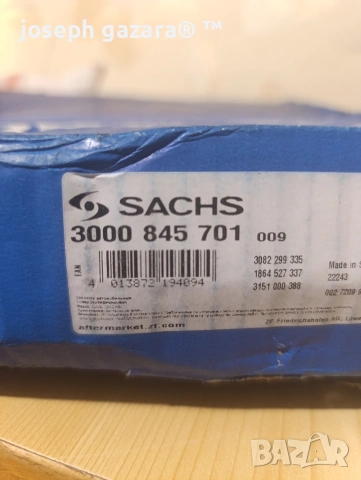 joseph gazara® ™
SACHS
3000 845 701 009
EAN
4 013872 194094
3082 299 335
1864 527 337
3151 000 388
Made in
22243
aftermarket.zf.com
ZF Friedrichshafen AG,
BAZAR
bg